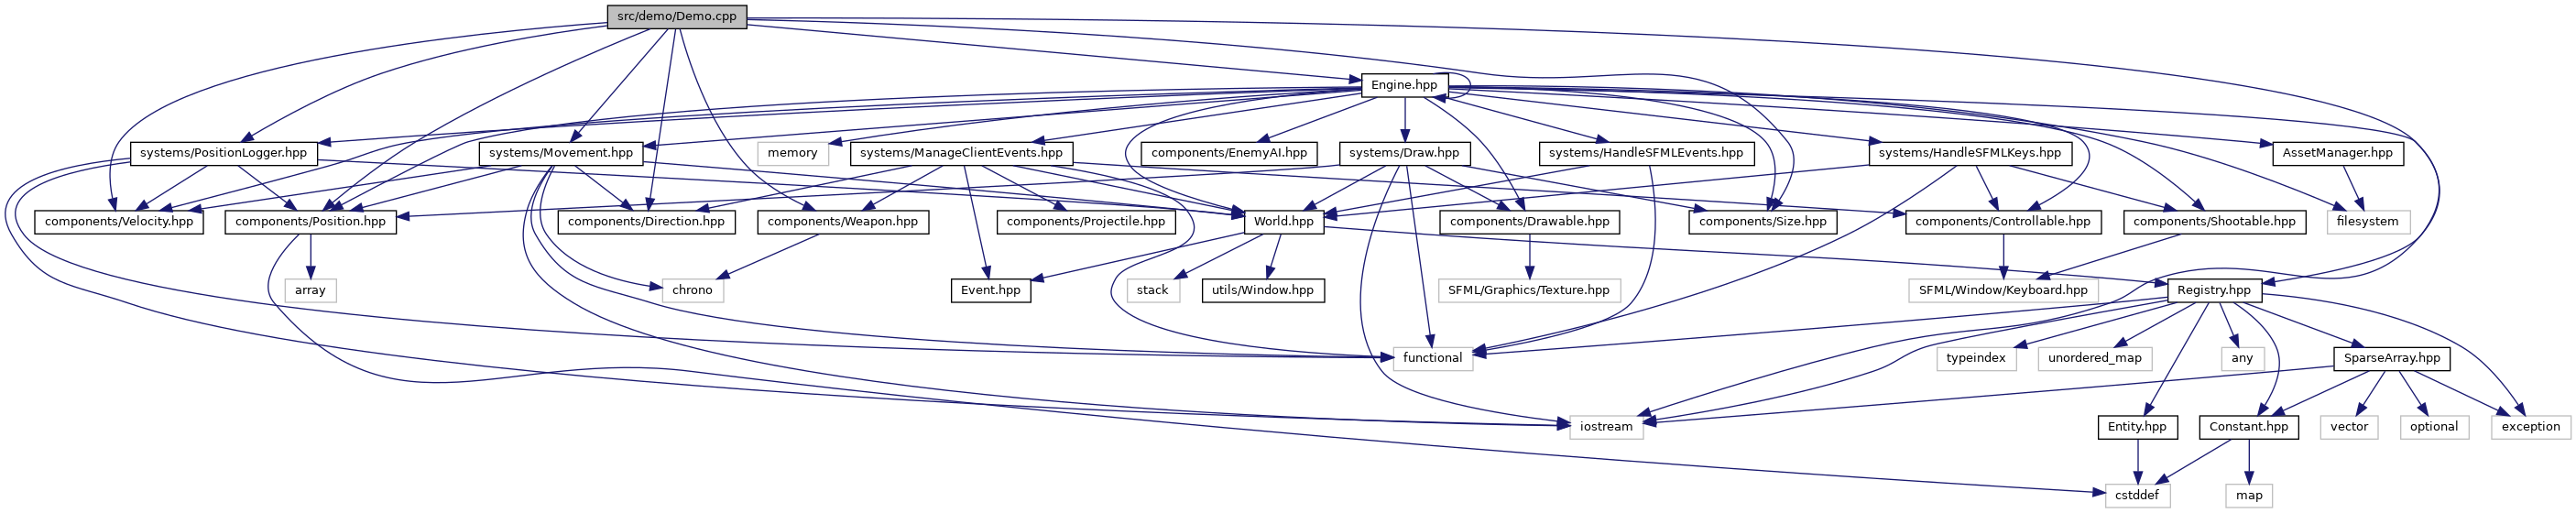 src/demo/Demo.cpp
Engine.hpp
systems/PositionLogger.hpp
systems/Movement.hpp
memory
systems/ManageClientEvents.hpp
components/EnemyAI.hpp
systems/Draw.hpp
systems/HandleSFMLEvents.hpp
systems/HandleSFMLKeys.hpp
AssetManager.hpp
components/Velocity.hpp
components/Position.hpp
components/Direction.hpp
components/Weapon.hpp
components/Projectile.hpp
World.hpp
components/Drawable.hpp
components/Size.hpp
components/Controllable.hpp
components/Shootable.hpp
filesystem
array
chrono
Event.hpp
stack
utils/Window.hpp
SFML/Graphics/Texture.hpp
SFML/Window/Keyboard.hpp
Registry.hpp
functional
typeindex
unordered_map
any
SparseArray.hpp
iostream
Entity.hpp
Constant.hpp
vector
optional
exception
cstddef
map